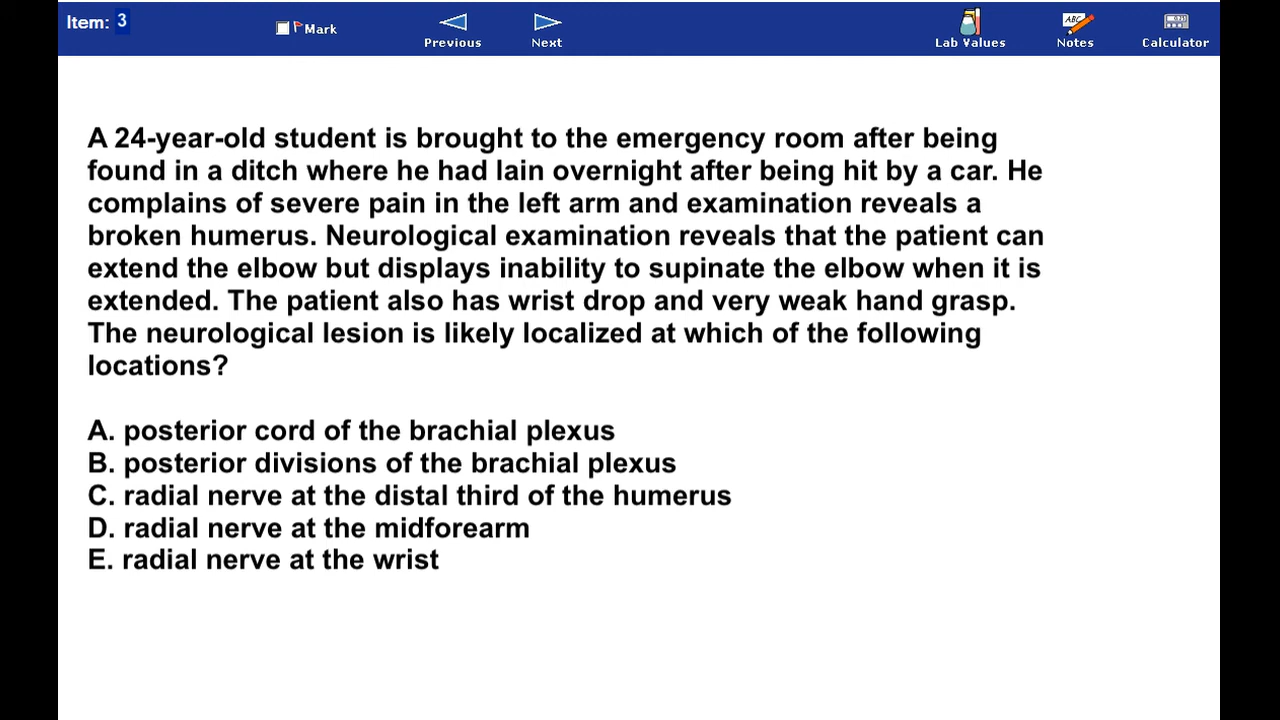 Item: 3
Mark
Previous
Next
Lab Values
Notes
Calculator
A 24-year-old student is brought to the emergency room after being
found in a ditch where he had lain overnight after being hit by a car. He
complains of severe pain in the left arm and examination reveals a
broken humerus. Neurological examination reveals that the patient can
extend the elbow but displays inability to supinate the elbow when it is
extended. The patient also has wrist drop and very weak hand grasp.
The neurological lesion is likely localized at which of the following
locations?
A. posterior cord of the brachial plexus
B. posterior divisions of the brachial plexus
C. radial nerve at the distal third of the humerus
D. radial nerve at the midforearm
E. radial nerve at the wrist